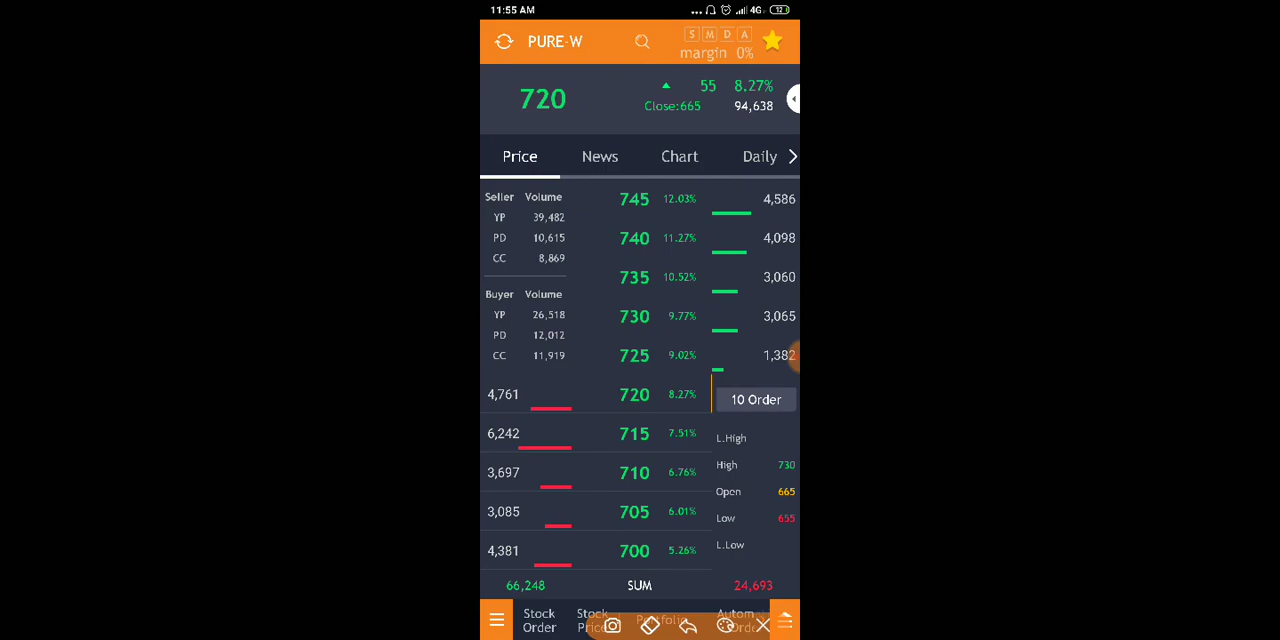 11:55 AM
4G
12
PURE-W
S M D A
margin 0%
720
55 8.27%
Close:665 94,638
Price News Chart Daily
Seller Volume
YP 39,482
PD 10,615
CC 8,869
Buyer Volume
YP 26,518
PD 12,012
CC 11,919
745 12.03% 4,586
740 11.27% 4,098
735 10.52% 3,060
730 9.77% 3,065
725 9.02% 1,382
4,761 720 8.27%
6,242 715 7.51%
3,697 710 6.76%
3,085 705 6.01%
4,381 700 5.26%
10 Order
L.High
High 730
Open 665
Low 655
L.Low
66,248 SUM 24,693
Stock
Order